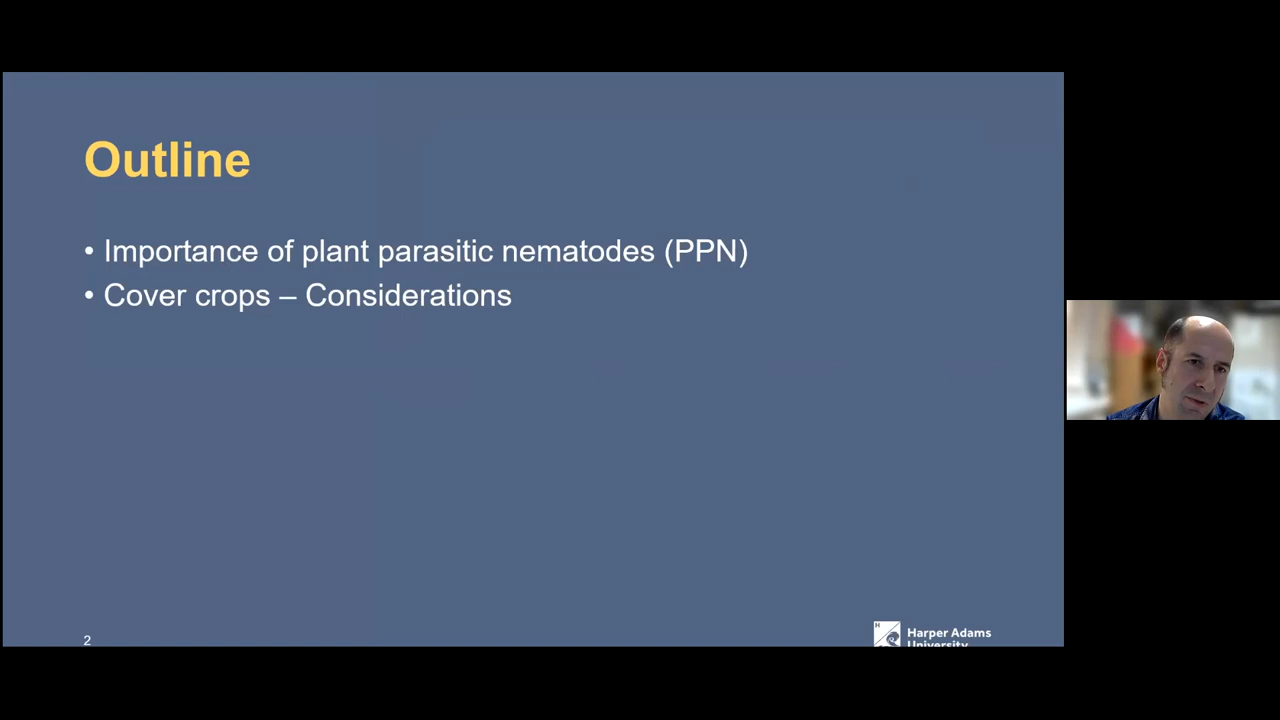 Outline
• Importance of plant parasitic nematodes (PPN)
• Cover crops – Considerations
2
H
Harper Adams
University